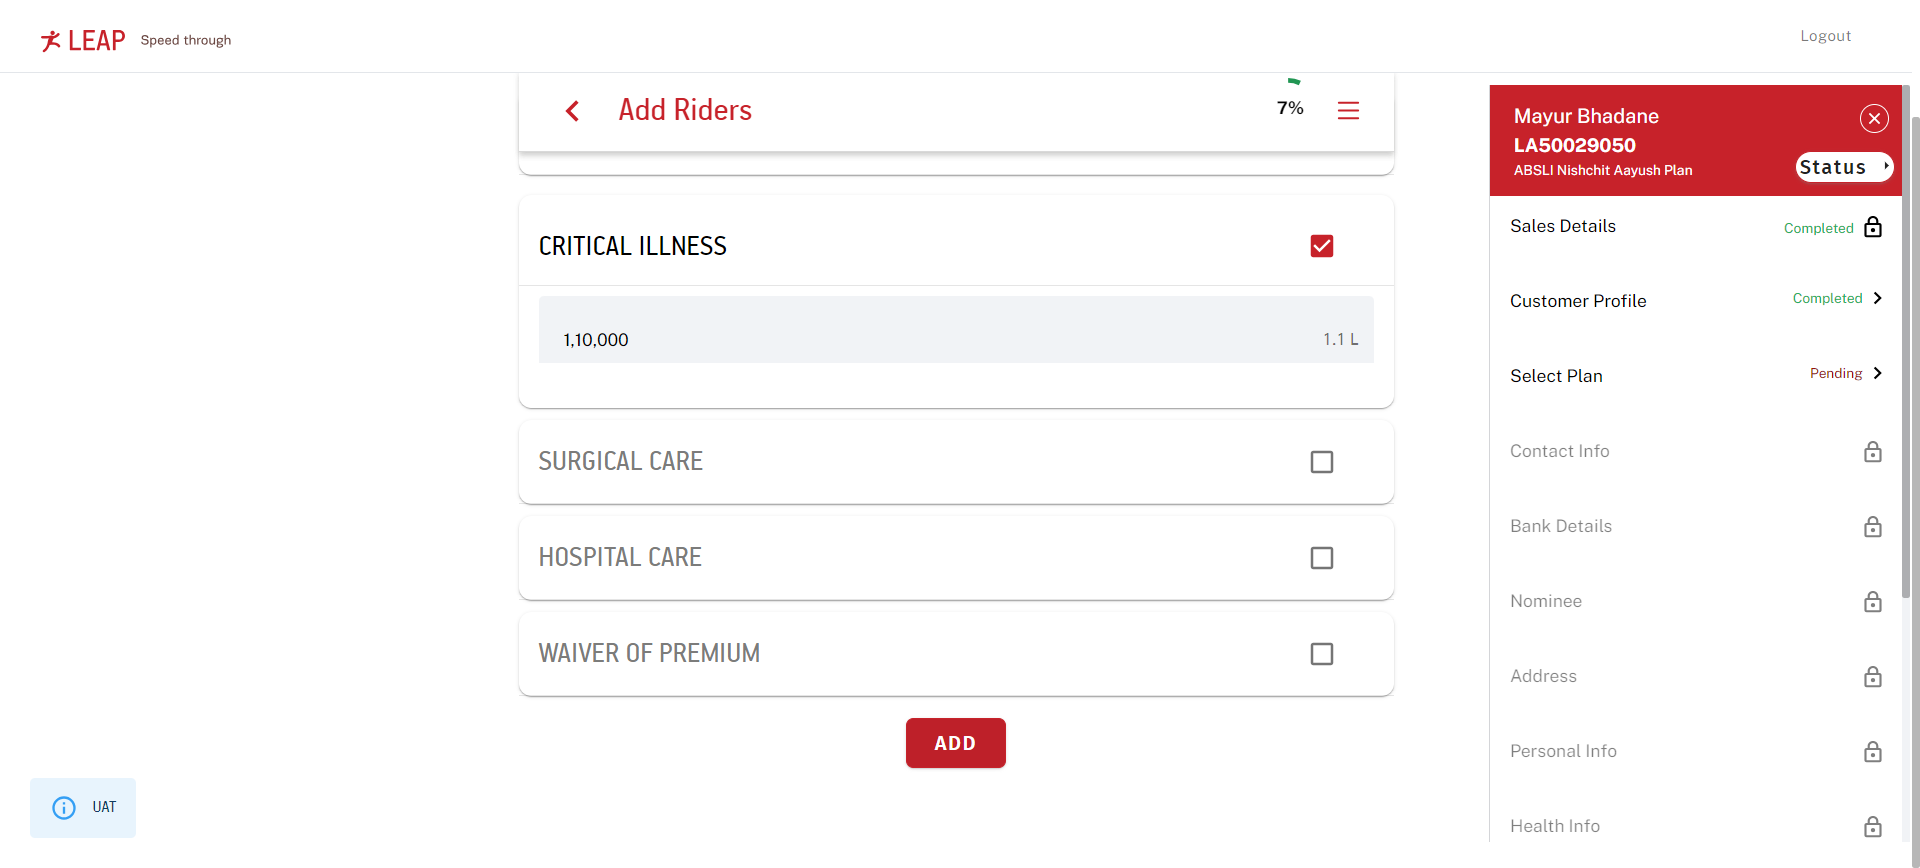 LEAP Speed through
Logout
Add Riders
7%
CRITICAL ILLNESS
1,10,000
1.1 L
SURGICAL CARE
HOSPITAL CARE
WAIVER OF PREMIUM
ADD
UAT
Mayur Bhadane
LA50029050
ABSLI Nishchit Aayush Plan
Status
Sales Details
Completed
Customer Profile
Completed
Select Plan
Pending
Contact Info
Bank Details
Nominee
Address
Personal Info
Health Info